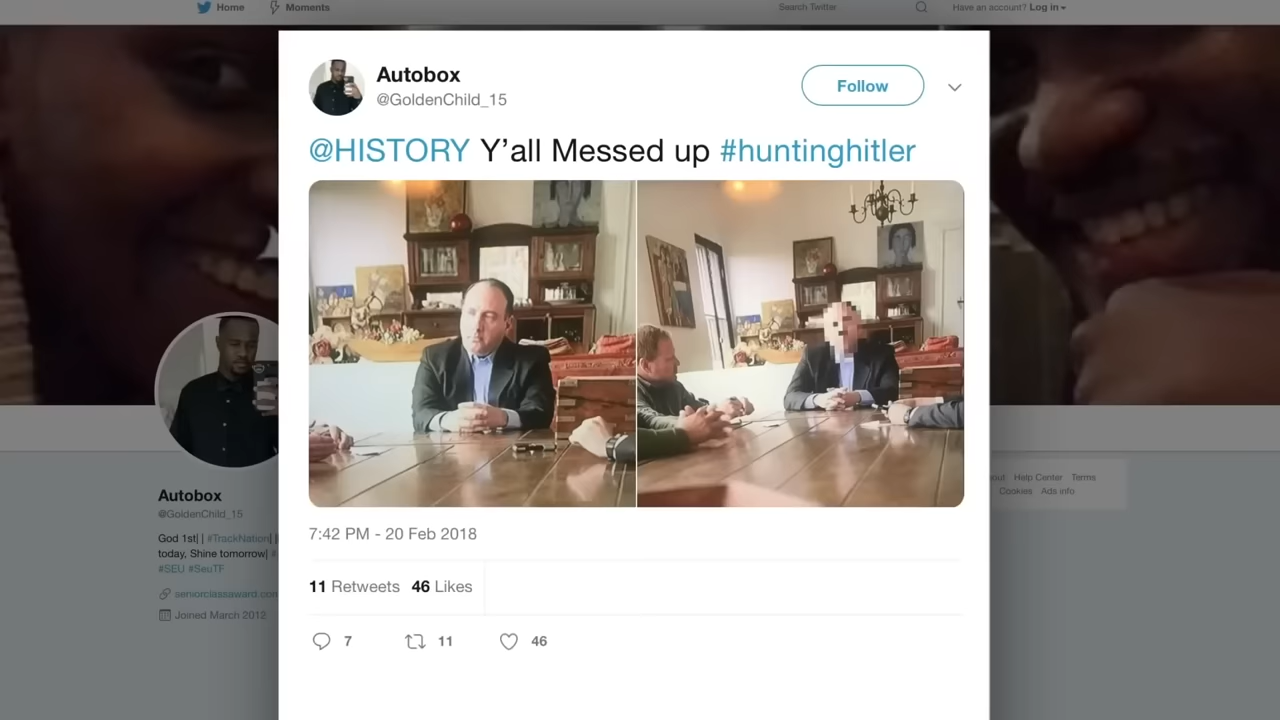 Home
Moments
Search Twitter
Have an account? Log in
Autobox
@GoldenChild_15
Follow
@HISTORY Y’all Messed up #huntinghitler
7:42 PM - 20 Feb 2018
11 Retweets 46 Likes
7 11 46
Autobox
@GoldenChild_15
God 1st| | #TrackNation| |
today, Shine tomorrow| #
#SEU #SeuTF
seniorclassaward.com
Joined March 2012
Help Center Terms
Cookies Ads info